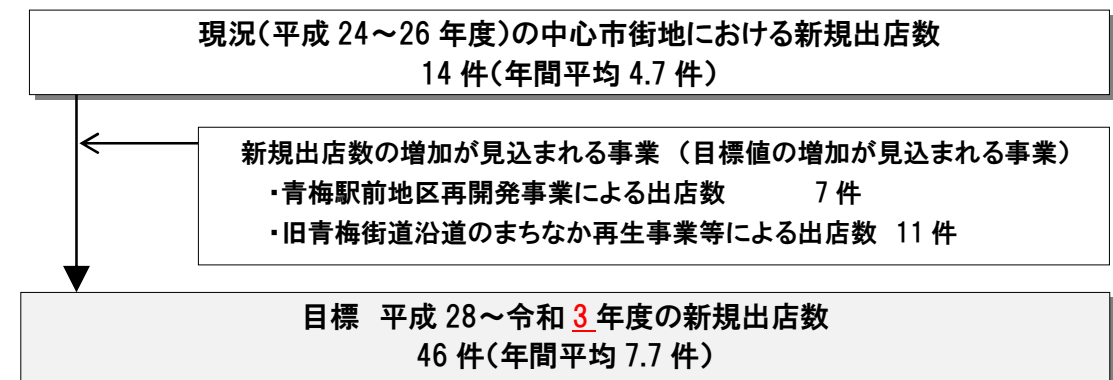 現況(平成 24～26 年度)の中心市街地における新規出店数
14 件(年間平均 4.7 件)
新規出店数の増加が見込まれる事業 (目標値の増加が見込まれる事業)
・青梅駅前地区再開発事業による出店数 7 件
・旧青梅街道沿道のまちなか再生事業等による出店数 11 件
目標 平成 28～令和 3 年度の新規出店数
46 件(年間平均 7.7 件)